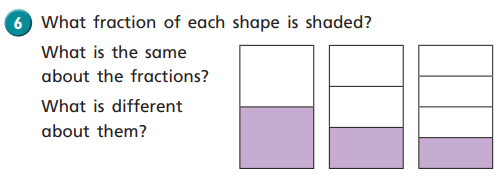 6 What fraction of each shape is shaded?
What is the same
about the fractions?
What is different
about them?